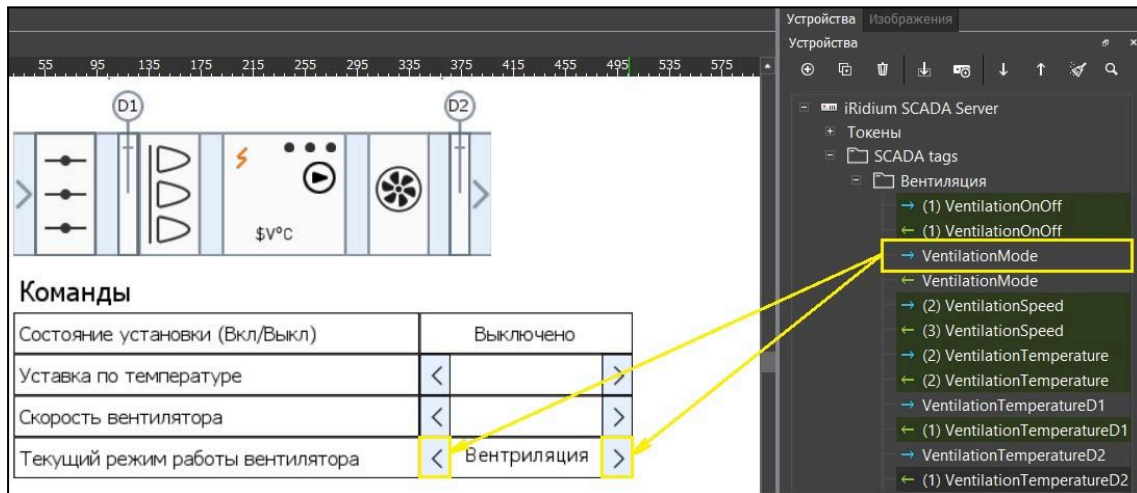 Устройства Изображения
Устройства
55 95 135 175 215 255 295 335 375 415 455 495 535 575
D1
D2
$V°C
Команды
Состояние установки (Вкл/Выкл) Выключено
Уставка по температуре < >
Скорость вентилятора < >
Текущий режим работы вентилятора < Вентриляция >
iRidium SCADA Server
Токены
SCADA tags
Вентиляция
→ (1) VentilationOnOff
← (1) VentilationOnOff
→ VentilationMode
← VentilationMode
→ (2) VentilationSpeed
← (3) VentilationSpeed
→ (2) VentilationTemperature
← (2) VentilationTemperature
→ VentilationTemperatureD1
← (1) VentilationTemperatureD1
→ VentilationTemperatureD2
← (1) VentilationTemperatureD2